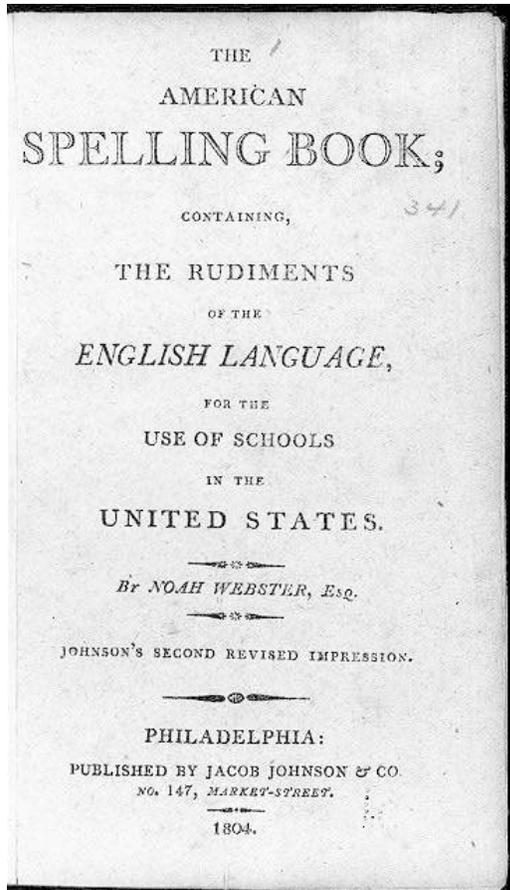 THE 1
AMERICAN
SPELLING BOOK;
341
CONTAINING,
THE RUDIMENTS
OF THE
ENGLISH LANGUAGE,
FOR THE
USE OF SCHOOLS
IN THE
UNITED STATES.
By NOAH WEBSTER, Esq.
JOHNSON'S SECOND REVISED IMPRESSION.
PHILADELPHIA:
PUBLISHED BY JACOB JOHNSON & CO.
NO. 147, MARKET-STREET.
1804.